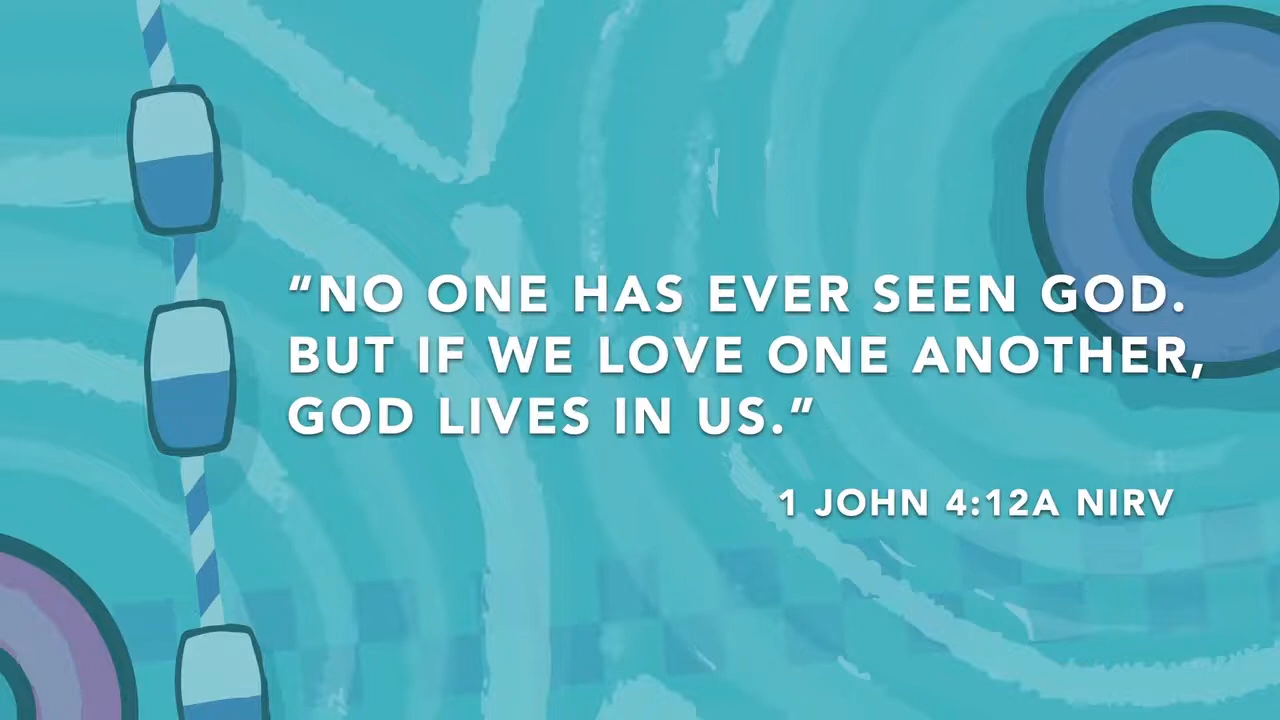 “NO ONE HAS EVER SEEN GOD.
BUT IF WE LOVE ONE ANOTHER,
GOD LIVES IN US.”
1 JOHN 4:12A NIRV